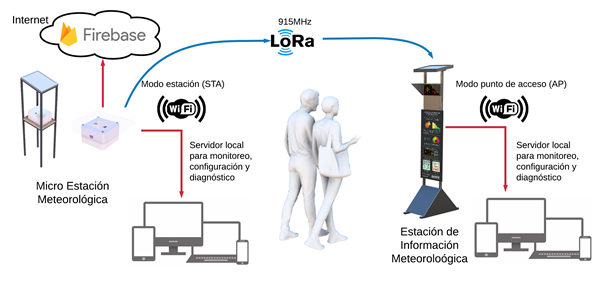 Internet
Firebase
915MHz
LoRa
Modo estación (STA)
WiFi
Servidor local
para monitoreo,
configuración y
diagnóstico
Micro Estación
Meteorológica
Modo punto de acceso (AP)
WiFi
Servidor local
para monitoreo,
configuración y
diagnóstico
Estación de
Información
Meteoroloógica